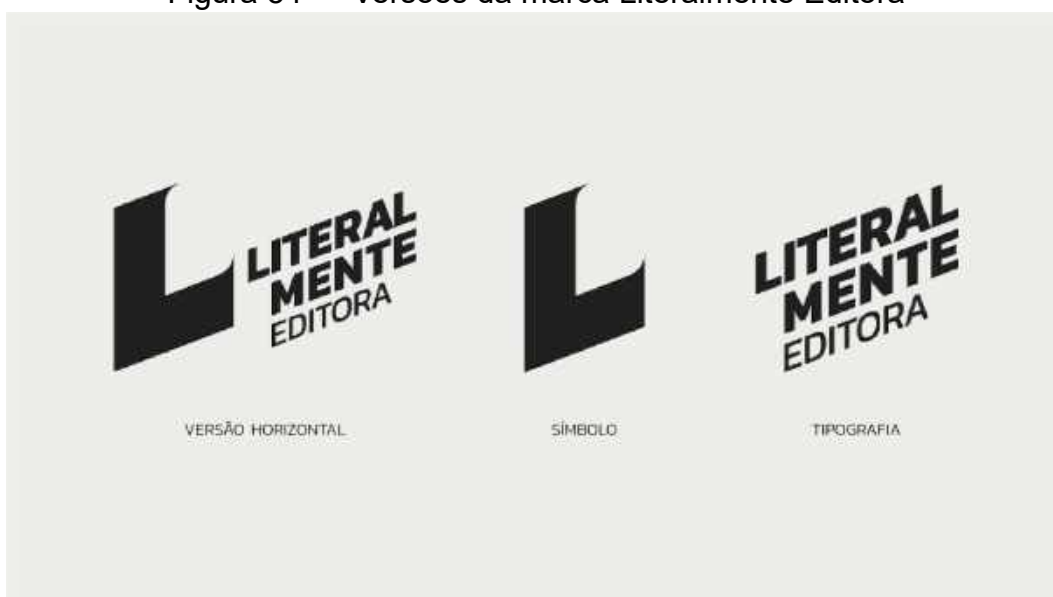 Versões da marca Literalmente Editora
LITERAL
MENTE
EDITORA
VERSÃO HORIZONTAL
L
SÍMBOLO
LITERAL
MENTE
EDITORA
TIPOGRAFIA